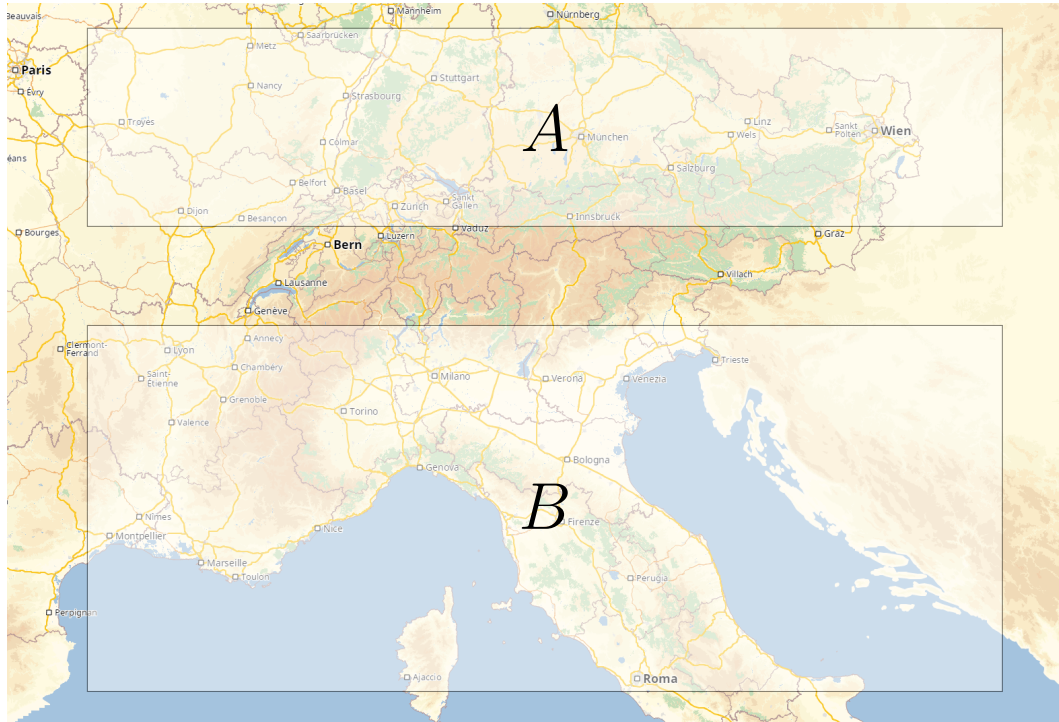 Beauvais
Mannheim
Nürnberg
Saarbrücken
Metz
Paris
Stuttgart
Évry
Nancy
Strasbourg
A
Troyes
Linz
Wels
Sankt
Pölten
Wien
München
Colmar
éans
Salzburg
Belfort
Basel
Sankt
Gallen
Zürich
Dijon
Besançon
Innsbruck
Bourges
Luzern
Vaduz
Graz
Bern
Villach
Lausanne
Genève
Annecy
Clermont-
Ferrand
Lyon
Trieste
Chambéry
Saint-
Étienne
Milano
Verona
Venezia
Grenoble
Torino
Valence
Bologna
Genova
B
Nîmes
Firenze
Nice
Montpellier
Marseille
Toulon
Perugia
Perpignan
Ajaccio
Roma